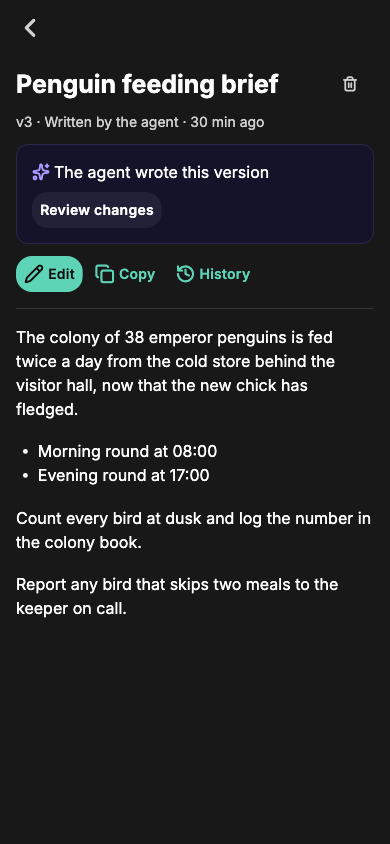 Penguin feeding brief
v3 · Written by the agent · 30 min ago
The agent wrote this version
Review changes
Edit Copy History
The colony of 38 emperor penguins is fed
twice a day from the cold store behind the
visitor hall, now that the new chick has
fledged.
• Morning round at 08:00
• Evening round at 17:00
Count every bird at dusk and log the number in
the colony book.
Report any bird that skips two meals to the
keeper on call.